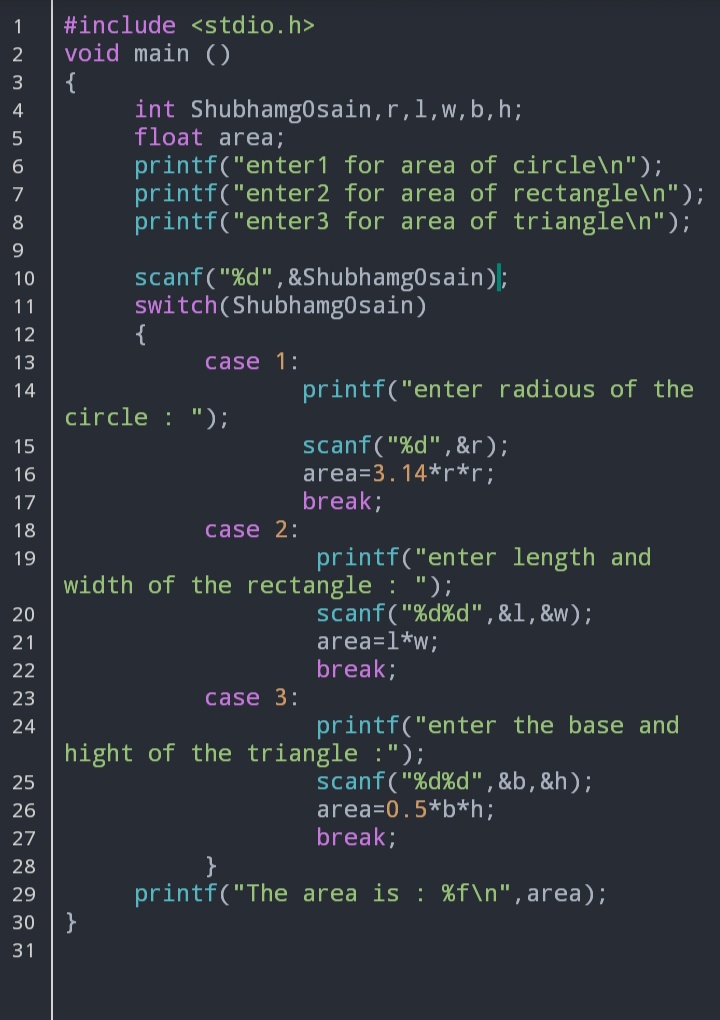 1 #include <stdio.h>
2 void main ()
3 {
4 int ShubhamgOsain,r,l,w,b,h;
5 float area;
6 printf("enter1 for area of circle\n");
7 printf("enter2 for area of rectangle\n");
8 printf("enter3 for area of triangle\n");
9
10 scanf("%d",&ShubhamgOsain);
11 switch(ShubhamgOsain)
12 {
13 case 1:
14 printf("enter radious of the
circle : ");
15 scanf("%d",&r);
16 area=3.14*r*r;
17 break;
18 case 2:
19 printf("enter length and
width of the rectangle : ");
20 scanf("%d%d",&l,&w);
21 area=l*w;
22 break;
23 case 3:
24 printf("enter the base and
hight of the triangle :");
25 scanf("%d%d",&b,&h);
26 area=0.5*b*h;
27 break;
28 }
29 printf("The area is : %f\n",area);
30 }
31